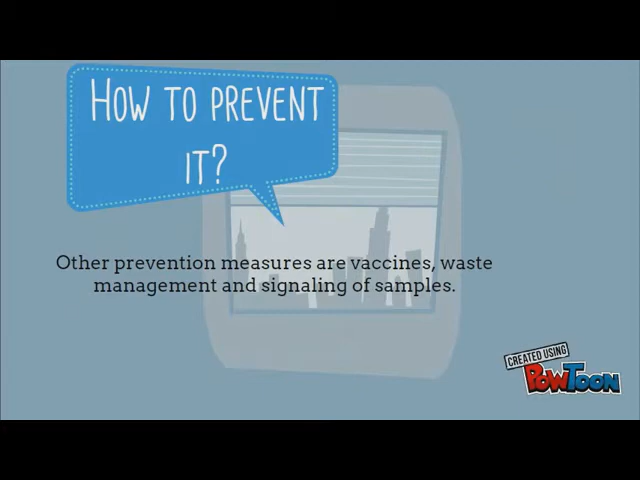 How to prevent
it?
Other prevention measures are vaccines, waste
management and signaling of samples.
CREATED USING
PowToon